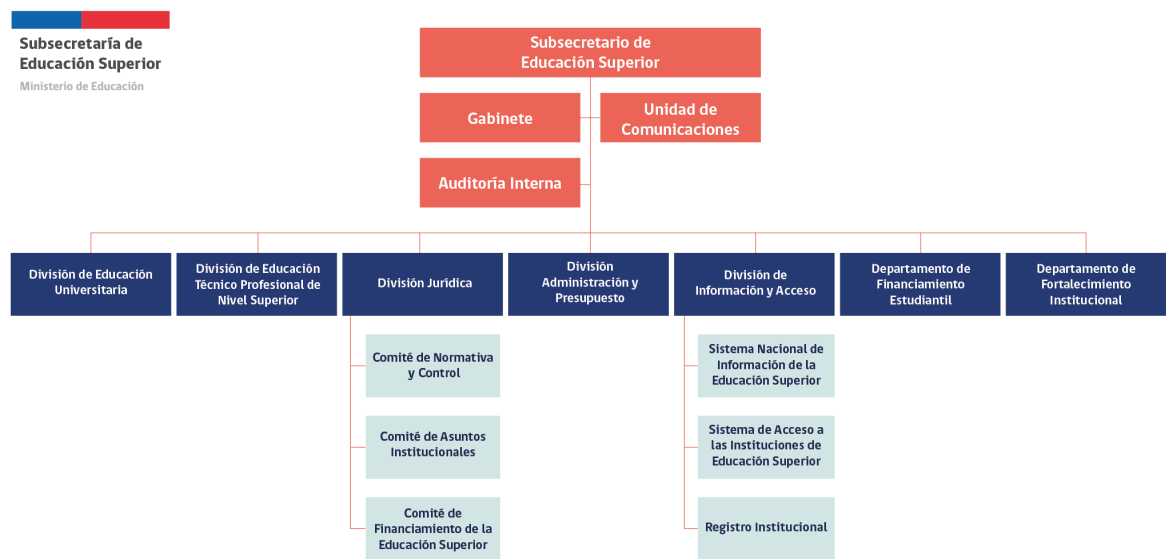 Subsecretaría de
Educación Superior
Ministerio de Educación
Subsecretario de
Educación Superior
Gabinete
Unidad de
Comunicaciones
Auditoría Interna
División de Educación
Universitaria
División de Educación
Técnico Profesional de
Nivel Superior
División Jurídica
División
Administración y
Presupuesto
División de
Información y Acceso
Departamento de
Financiamiento
Estudiantil
Departamento de
Fortalecimiento
Institucional
Comité de Normativa
y Control
Comité de Asuntos
Institucionales
Comité de
Financiamiento de la
Educación Superior
Sistema Nacional de
Información de la
Educación Superior
Sistema de Acceso a
las Instituciones de
Educación Superior
Registro Institucional